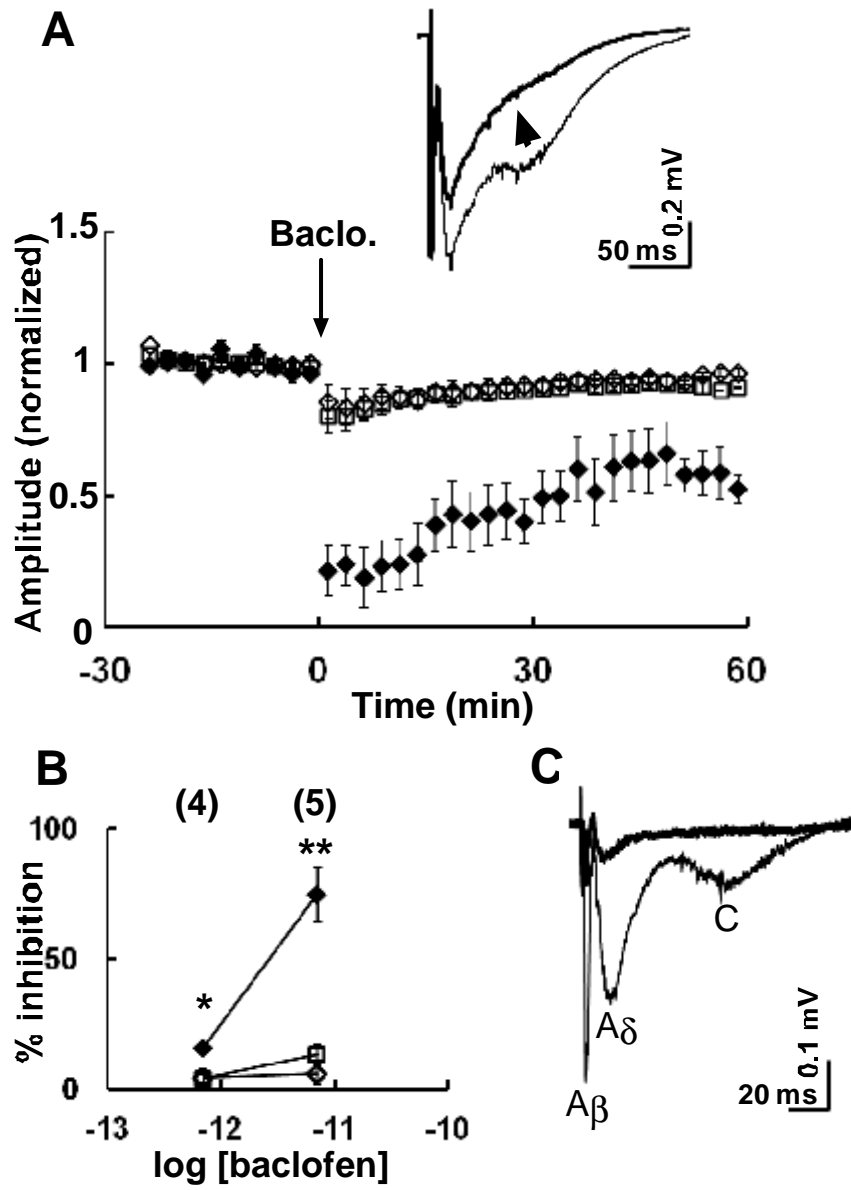 A
0.2 mV
50 ms
Baclo.
1.5
1
0.5
0
Amplitude (normalized)
-30 0 30 60
Time (min)
B
(4) (5)
100
50
0
* **
% inhibition
-13 -12 -11 -10
log [baclofen]
C
C
Aδ
Aβ
0.1 mV
20 ms